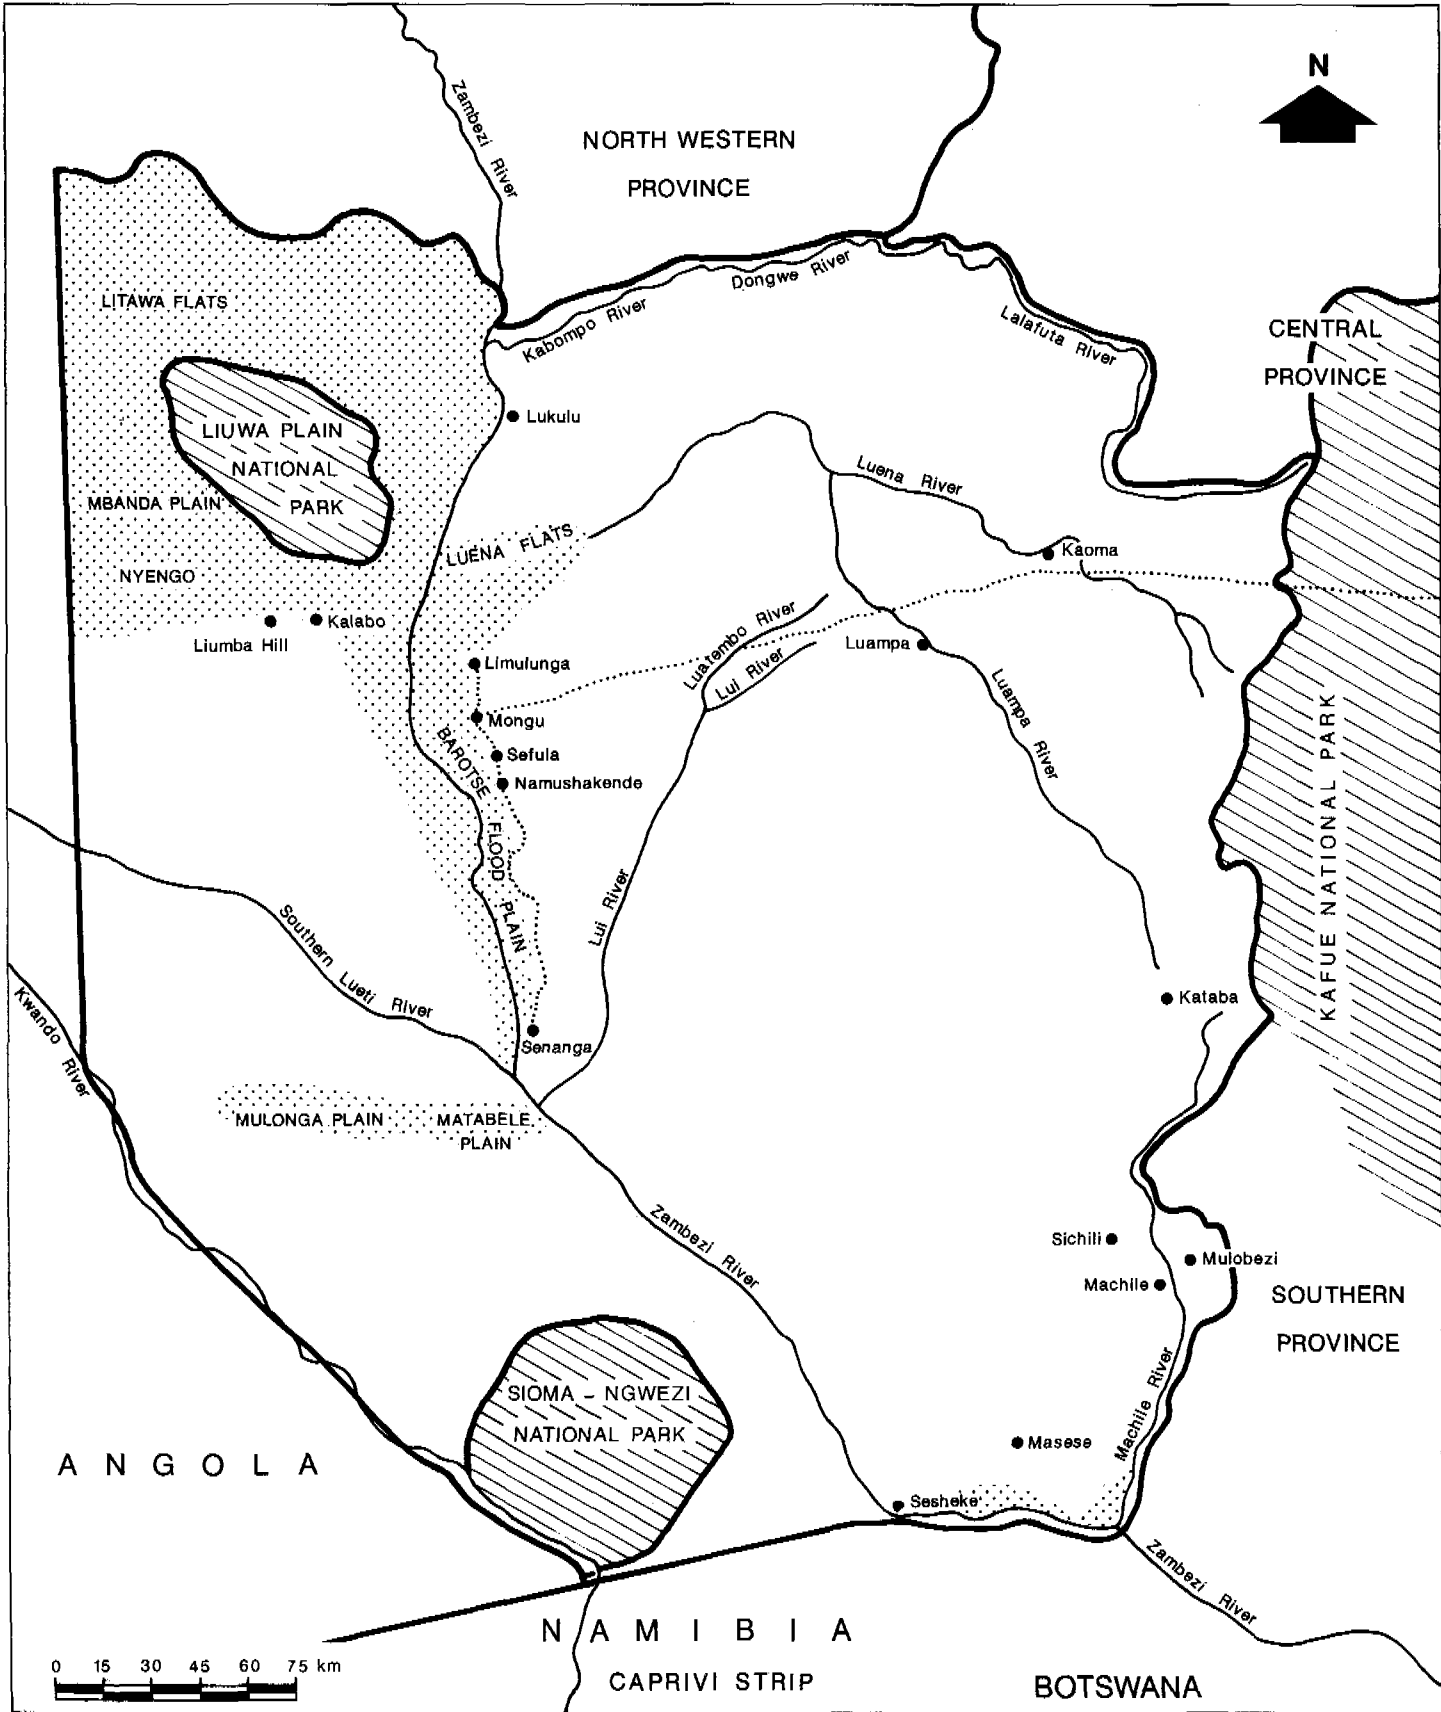 N
Zambezi River
NORTH WESTERN
PROVINCE
LITAWA FLATS
Kabompo River
Dongwe River
Lalafuta River
CENTRAL
PROVINCE
LIUWA PLAIN
NATIONAL
PARK
Lukulu
MBANDA PLAIN
NYENGO
LUENA FLATS
Luena River
Kaoma
Liumba Hill
Kalabo
Limulunga
Luatembo River
Lui River
Luampa
Luampa River
Mongu
Sefula
Namushakende
BAROTSE FLOOD PLAIN
KAFUE NATIONAL PARK
Lui River
Southern Lueti River
Kwando River
Kataba
Senanga
MULONGA PLAIN
MATABELE
PLAIN
Zambezi River
Sichili
Mulobezi
Machile
SOUTHERN
PROVINCE
Machile River
SIOMA - NGWEZI
NATIONAL PARK
Masese
Sesheke
ANGOLA
Zambezi River
NAMIBIA
CAPRIVI STRIP
BOTSWANA
0 15 30 45 60 75 km